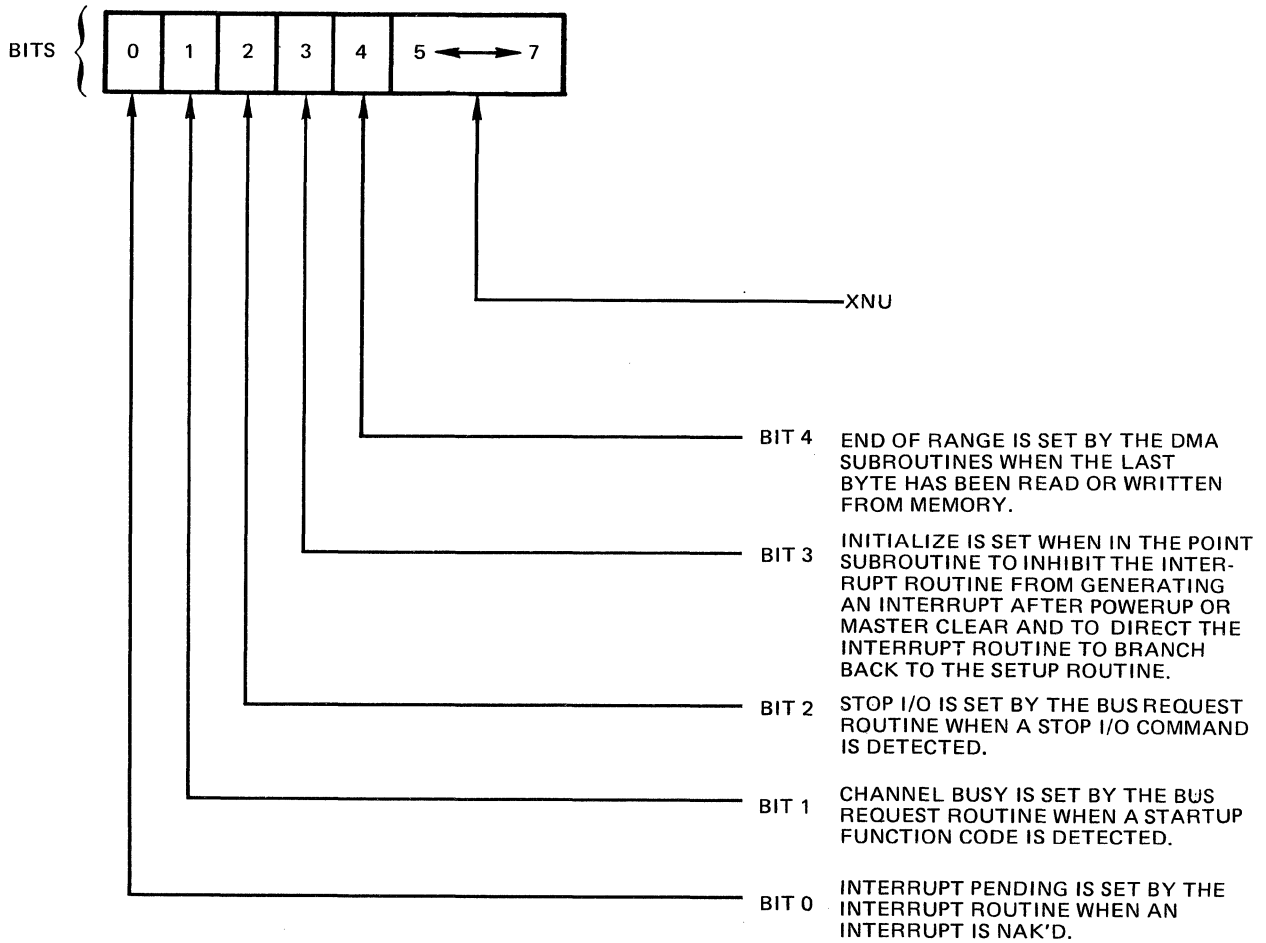 BITS { 0 1 2 3 4 5 ⟷ 7
XNU
BIT 4 END OF RANGE IS SET BY THE DMA
SUBROUTINES WHEN THE LAST
BYTE HAS BEEN READ OR WRITTEN
FROM MEMORY.
BIT 3 INITIALIZE IS SET WHEN IN THE POINT
SUBROUTINE TO INHIBIT THE INTER-
RUPT ROUTINE FROM GENERATING
AN INTERRUPT AFTER POWERUP OR
MASTER CLEAR AND TO DIRECT THE
INTERRUPT ROUTINE TO BRANCH
BACK TO THE SETUP ROUTINE.
BIT 2 STOP I/O IS SET BY THE BUS REQUEST
ROUTINE WHEN A STOP I/O COMMAND
IS DETECTED.
BIT 1 CHANNEL BUSY IS SET BY THE BUS
REQUEST ROUTINE WHEN A STARTUP
FUNCTION CODE IS DETECTED.
BIT 0 INTERRUPT PENDING IS SET BY THE
INTERRUPT ROUTINE WHEN AN
INTERRUPT IS NAK'D.